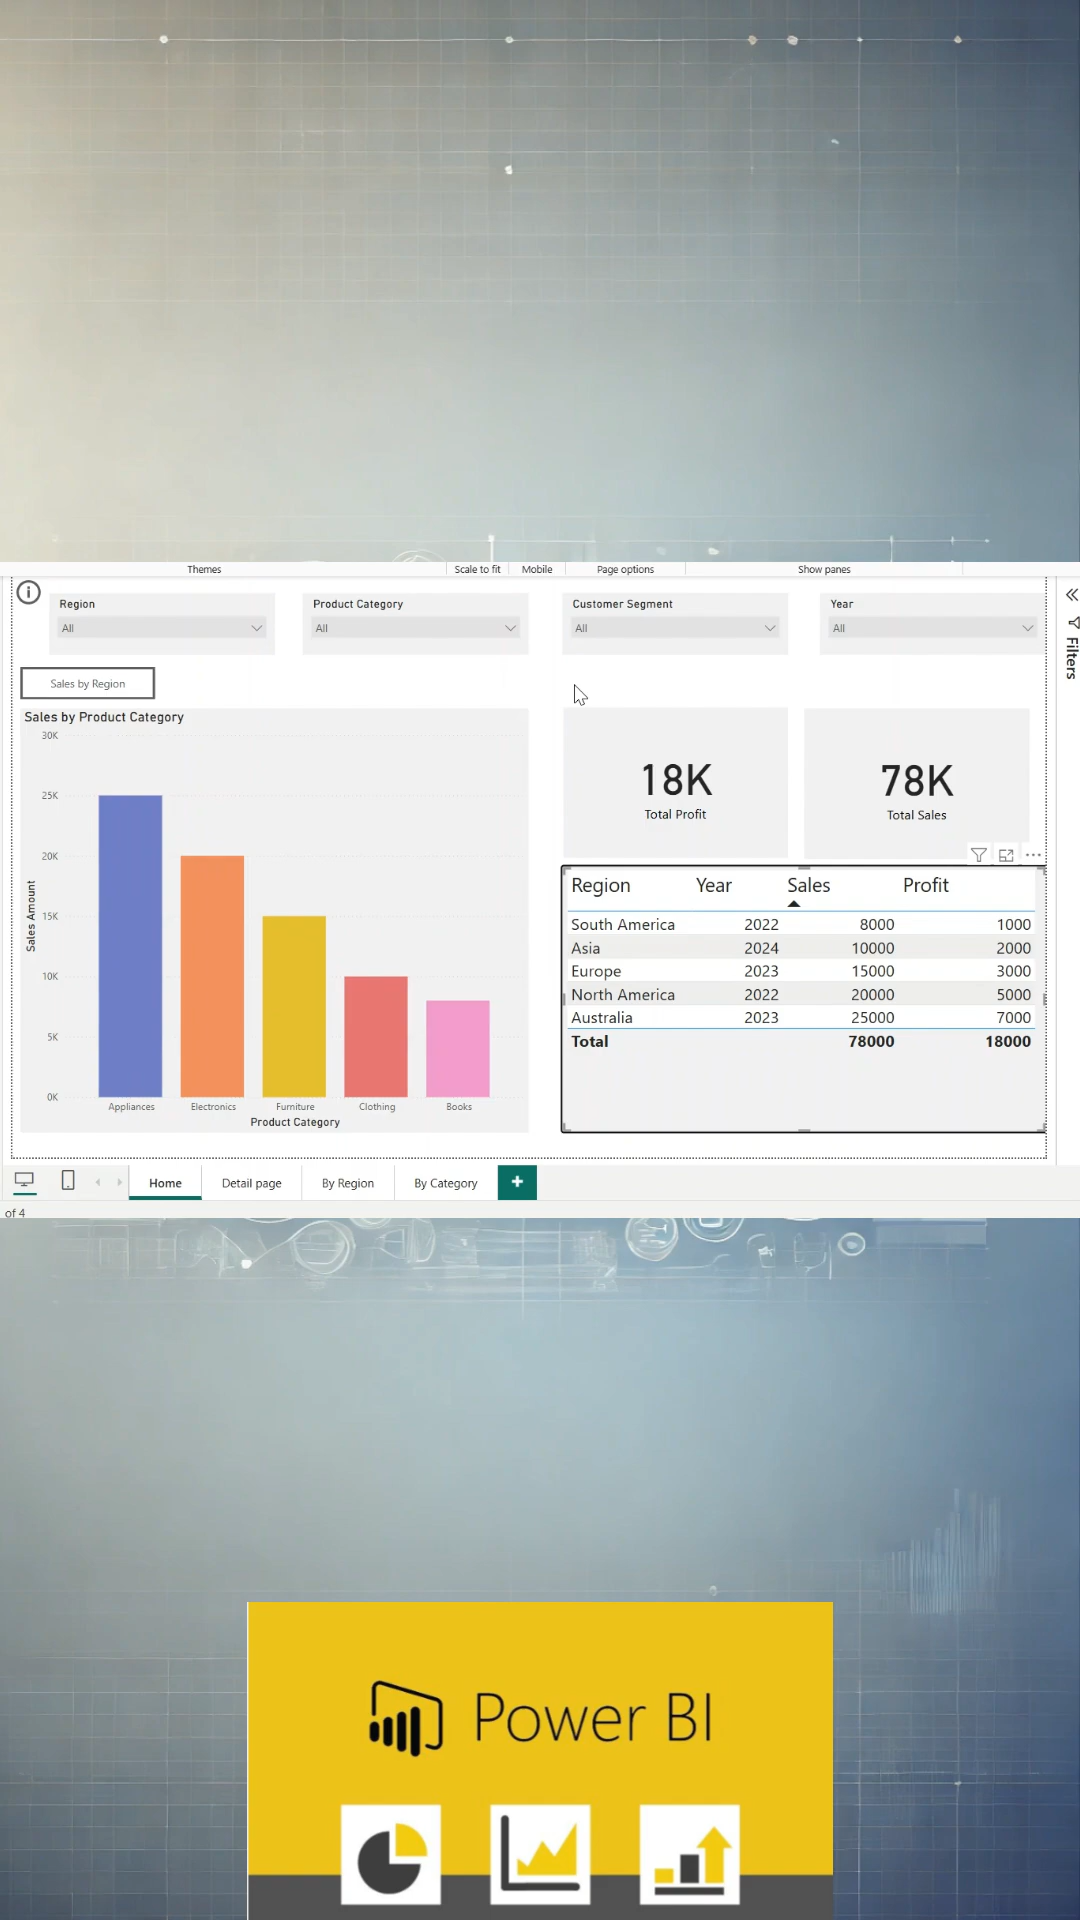 Themes Scale to fit Mobile Page options Show panes
Region Product Category Customer Segment Year
All All All All
Filters
Sales by Region
Sales by Product Category
30K
25K
20K
15K
10K
5K
0K
Sales Amount
Appliances Electronics Furniture Clothing Books
Product Category
18K
Total Profit
78K
Total Sales
Region Year Sales Profit
South America 2022 8000 1000
Asia 2024 10000 2000
Europe 2023 15000 3000
North America 2022 20000 5000
Australia 2023 25000 7000
Total 78000 18000
Home Detail page By Region By Category +
of 4
Power BI